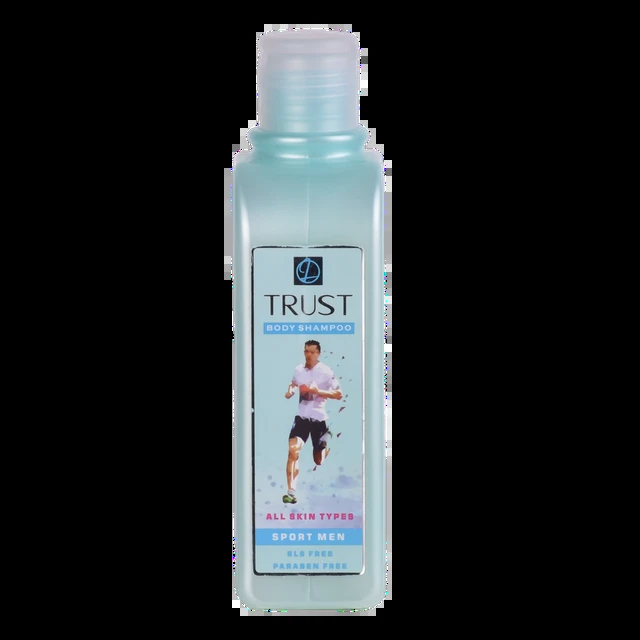 TRUST
BODY SHAMPOO
ALL SKIN TYPES
SPORT MEN
SLS FREE
PARABEN FREE